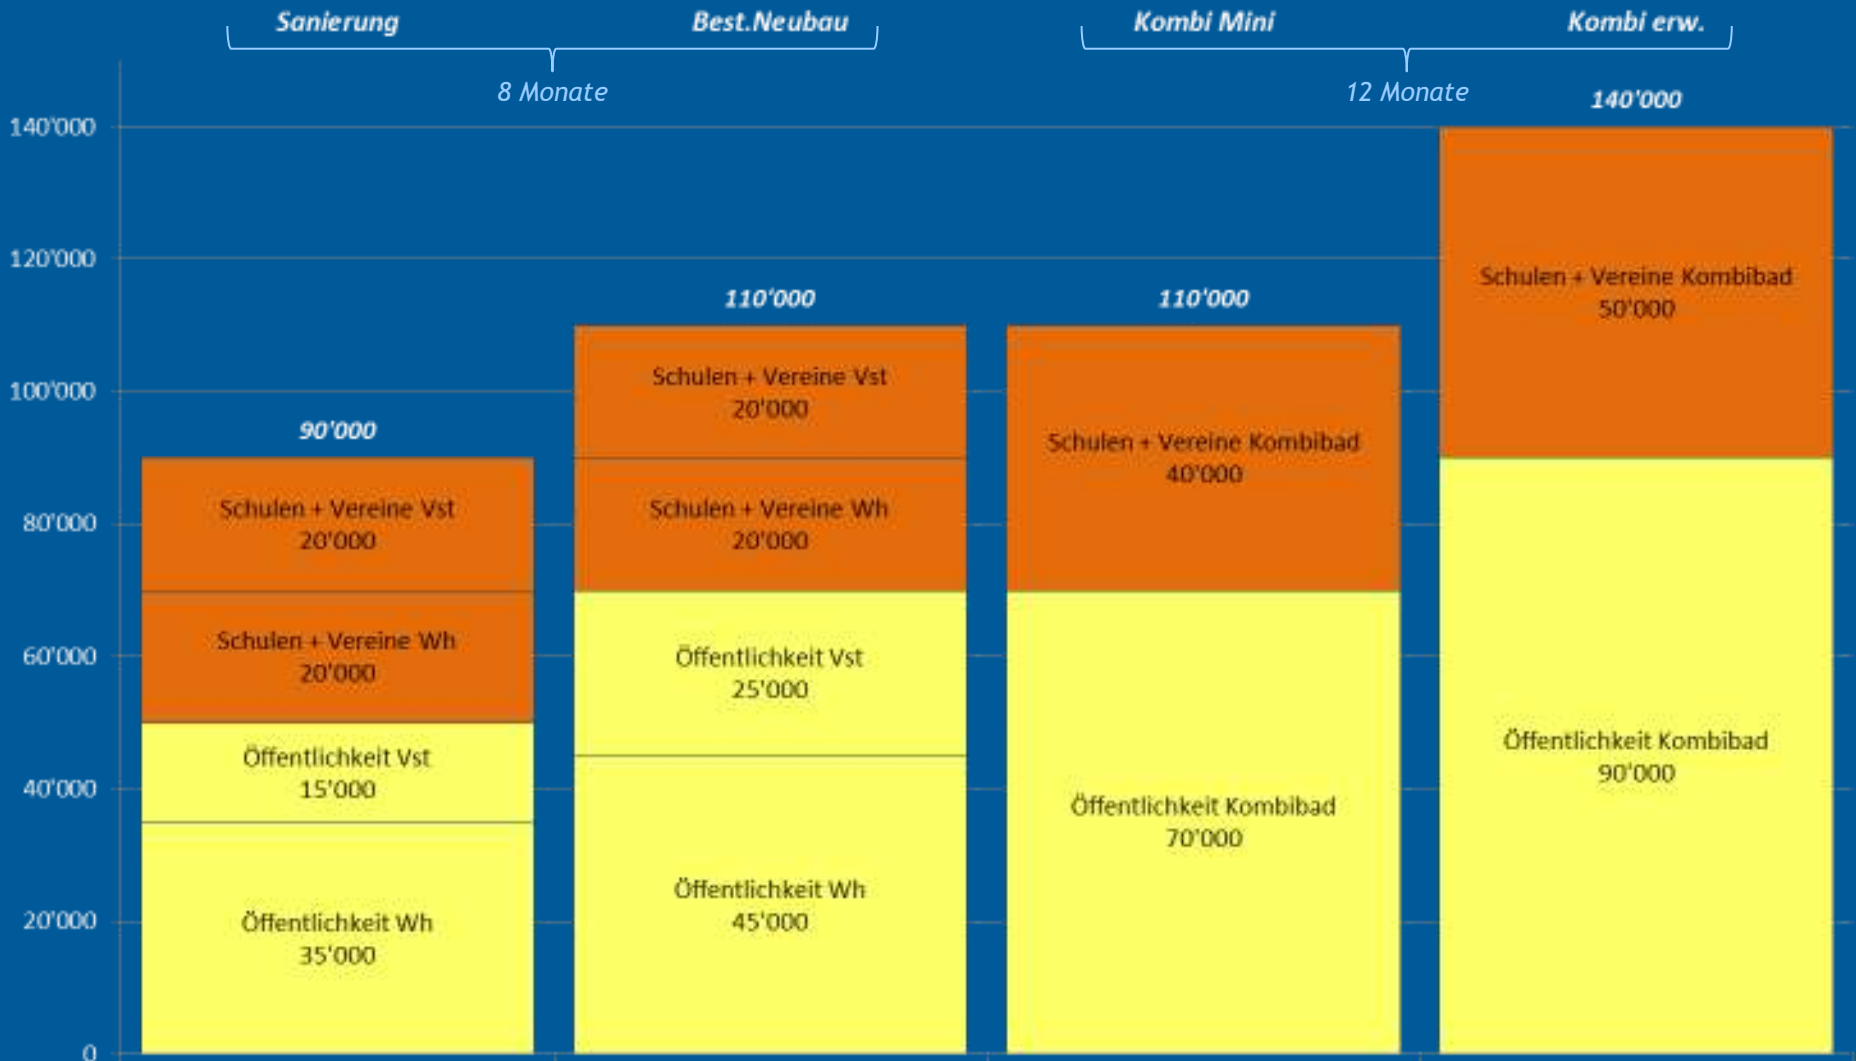 Sanierung
Best.Neubau
Kombi Mini
Kombi erw.
8 Monate
12 Monate
140'000
120'000
100'000
80'000
60'000
40'000
20'000
0
90'000
Schulen + Vereine Vst
20'000
Schulen + Vereine Wh
20'000
Öffentlichkeit Vst
15'000
Öffentlichkeit Wh
35'000
110'000
Schulen + Vereine Vst
20'000
Schulen + Vereine Wh
20'000
Öffentlichkeit Vst
25'000
Öffentlichkeit Wh
45'000
110'000
Schulen + Vereine Kombibad
40'000
Öffentlichkeit Kombibad
70'000
140'000
Schulen + Vereine Kombibad
50'000
Öffentlichkeit Kombibad
90'000